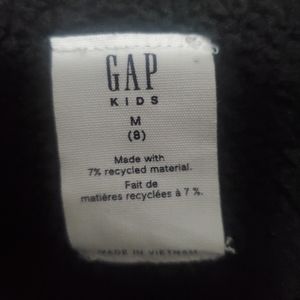 GAP
KIDS
M
(8)
Made with
7% recycled material.
Fait de
matières recyclées à 7 %.
MADE IN VIETNAM